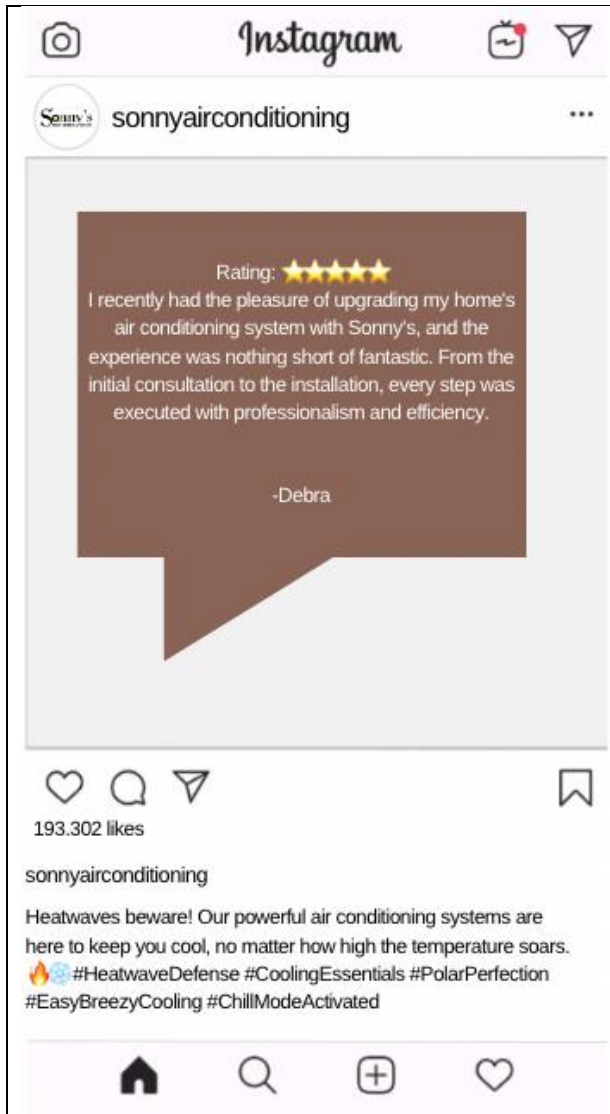 Instagram
Sonny's
sonnyairconditioning
Rating: ⭐⭐⭐⭐⭐
I recently had the pleasure of upgrading my home's
air conditioning system with Sonny's, and the
experience was nothing short of fantastic. From the
initial consultation to the installation, every step was
executed with professionalism and efficiency.
-Debra
193.302 likes
sonnyairconditioning
Heatwaves beware! Our powerful air conditioning systems are
here to keep you cool, no matter how high the temperature soars.
🔥❄️#HeatwaveDefense #CoolingEssentials #PolarPerfection
#EasyBreezyCooling #ChillModeActivated